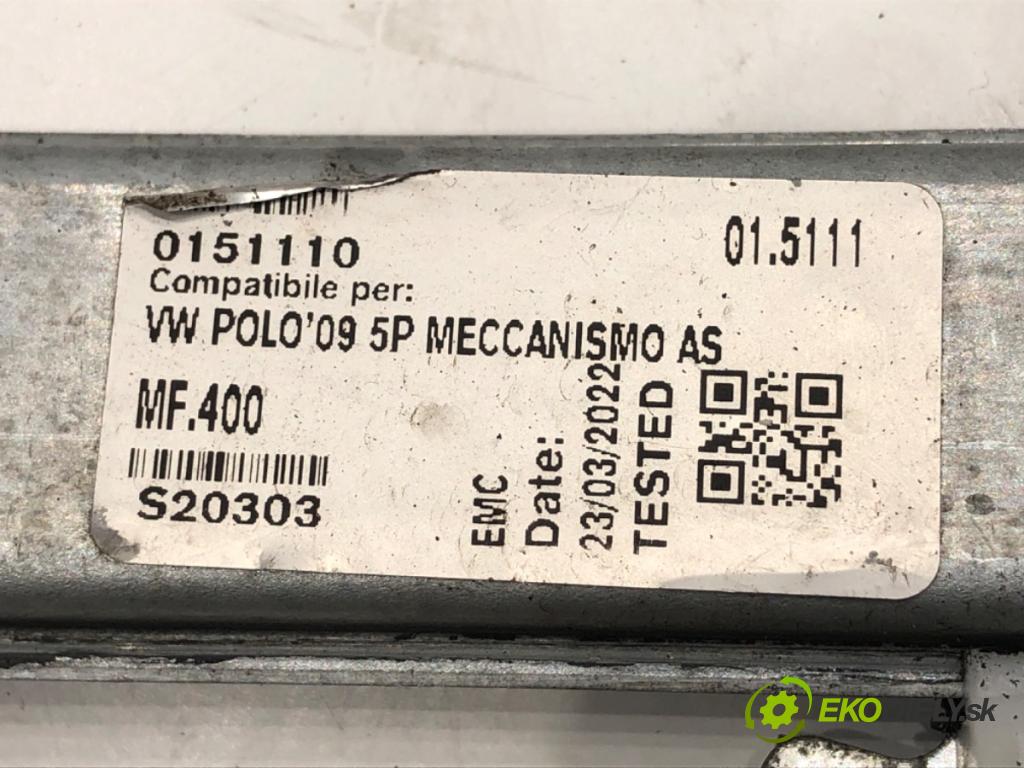 0151110
01.5111
Compatibile per:
VW POLO'09 5P MECCANISMO AS
MF.400
S20303
EMC
Date:
23/03/2022
TESTED